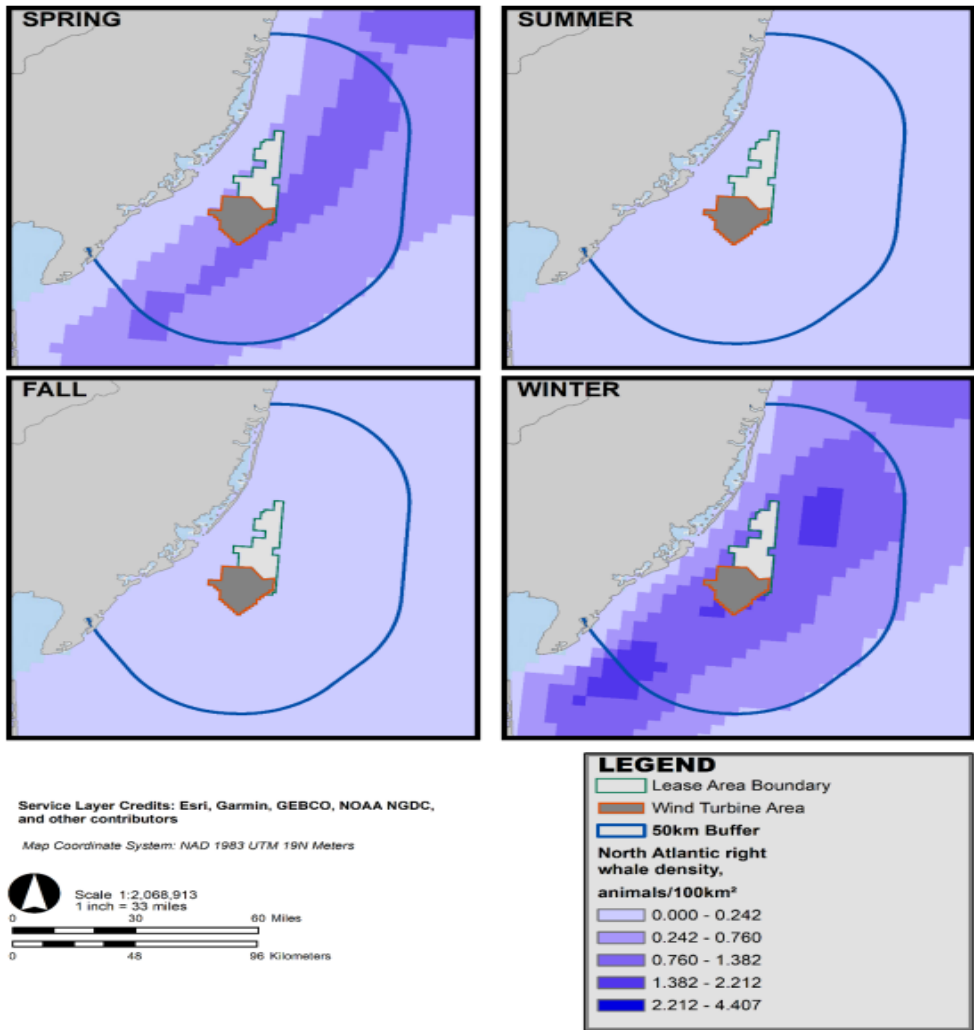 SPRING
SUMMER
FALL
WINTER
Service Layer Credits: Esri, Garmin, GEBCO, NOAA NGDC,
and other contributors
Map Coordinate System: NAD 1983 UTM 19N Meters
Scale 1:2,068,913
1 inch = 33 miles
0 30 60 Miles
0 48 96 Kilometers
LEGEND
Lease Area Boundary
Wind Turbine Area
50km Buffer
North Atlantic right
whale density,
animals/100km²
0.000 - 0.242
0.242 - 0.760
0.760 - 1.382
1.382 - 2.212
2.212 - 4.407